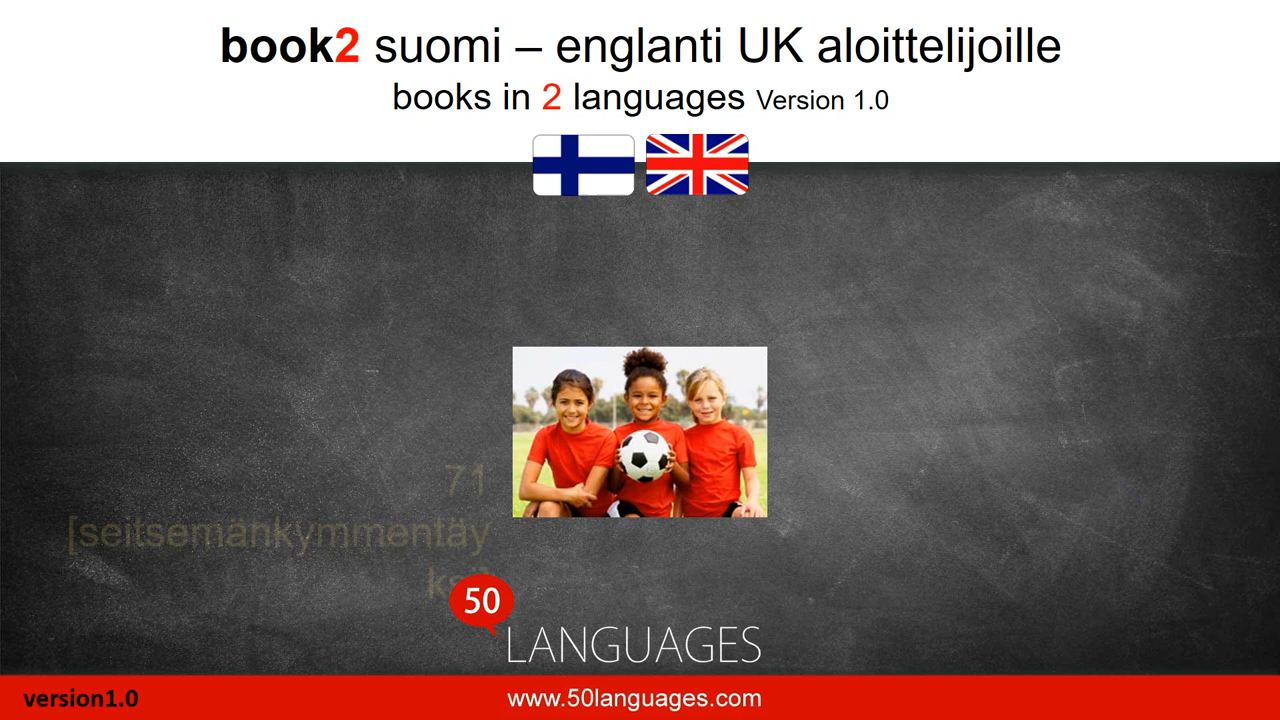 book2 suomi – englanti UK aloittelijoille
books in 2 languages Version 1.0
71
[seitsemänkymmentäy
50
LANGUAGES
version1.0
www.50languages.com